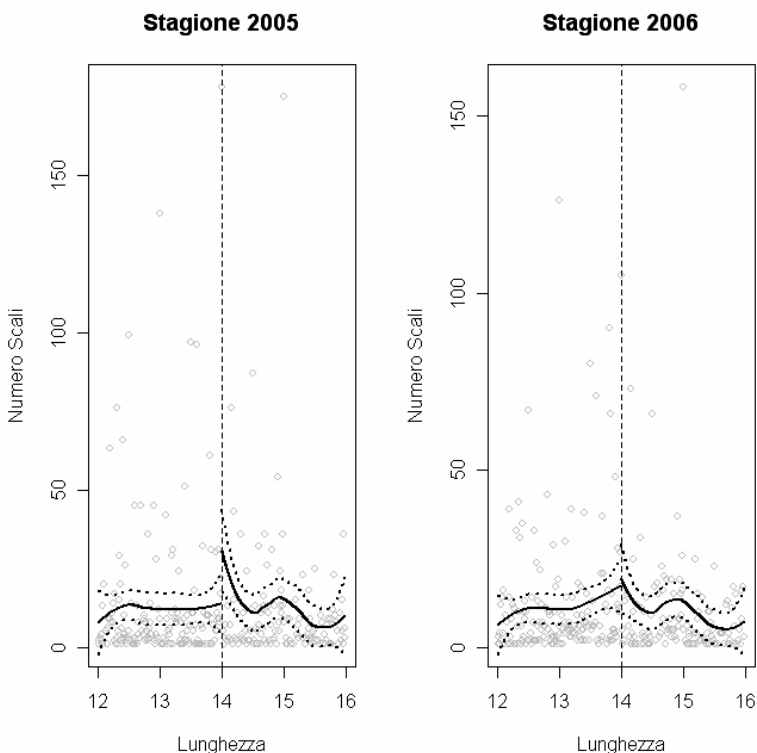 Stagione 2005
Stagione 2006
Numero Scali
150
100
50
0
12 13 14 15 16
Lunghezza
Numero Scali
150
100
50
0
12 13 14 15 16
Lunghezza